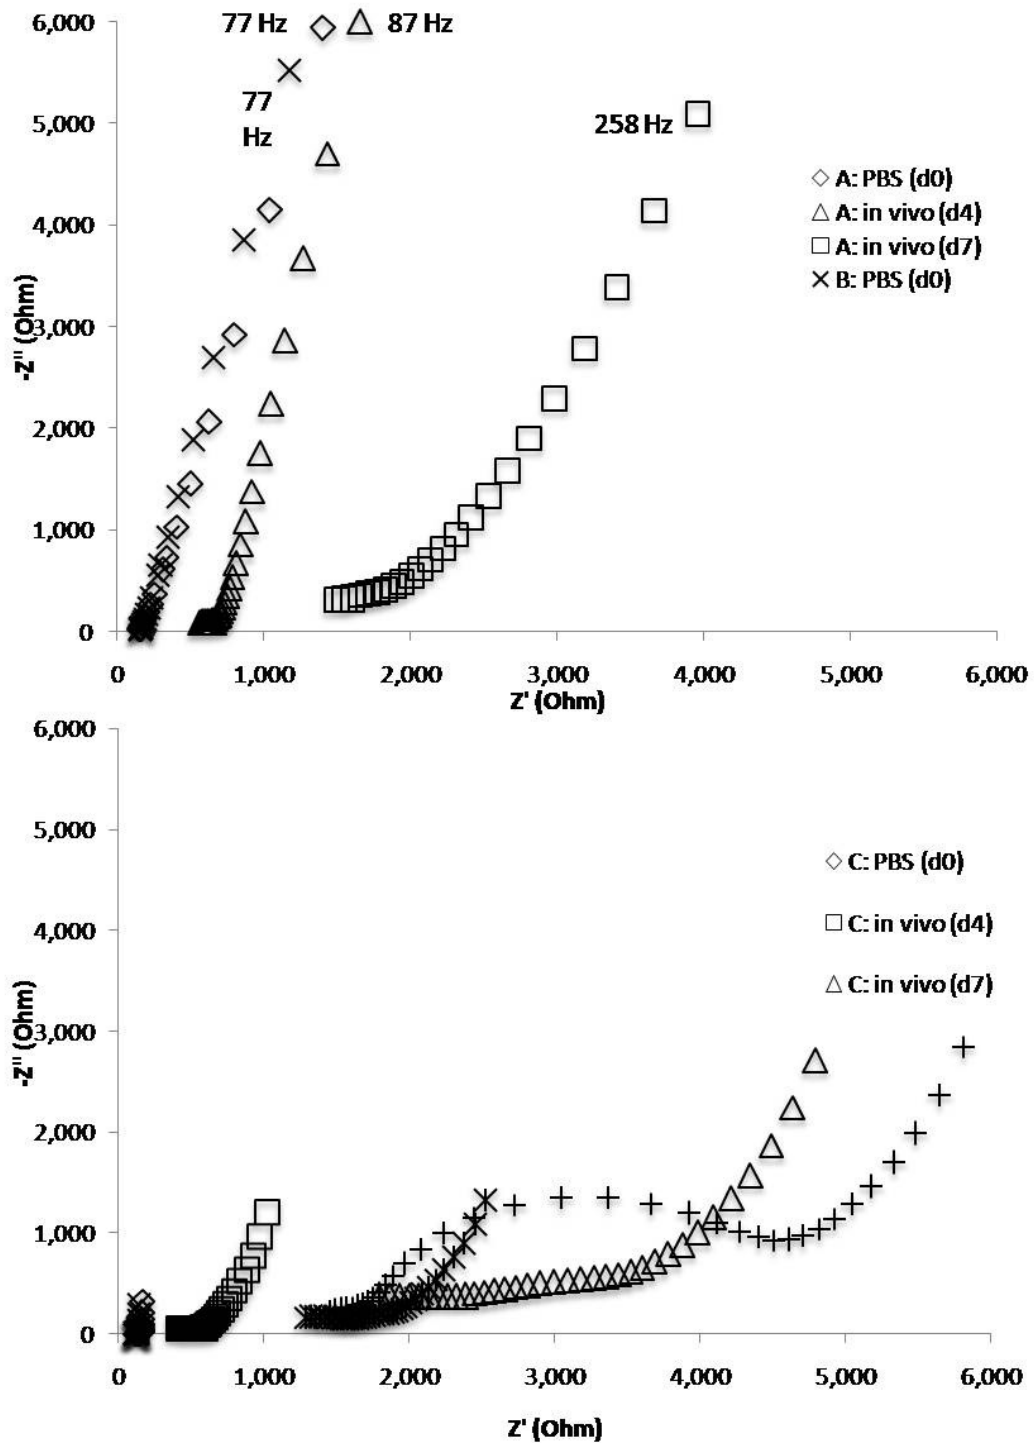 6,000
77 Hz
87 Hz
77
Hz
5,000
258 Hz
A: PBS (d0)
4,000
A: in vivo (d4)
A: in vivo (d7)
B: PBS (d0)
-Z'' (Ohm)
3,000
2,000
1,000
0
0 1,000 2,000 3,000 4,000 5,000 6,000
Z' (Ohm)
6,000
5,000
C: PBS (d0)
4,000
C: in vivo (d4)
C: in vivo (d7)
-Z'' (Ohm)
3,000
2,000
1,000
0
0 1,000 2,000 3,000 4,000 5,000 6,000
Z' (Ohm)